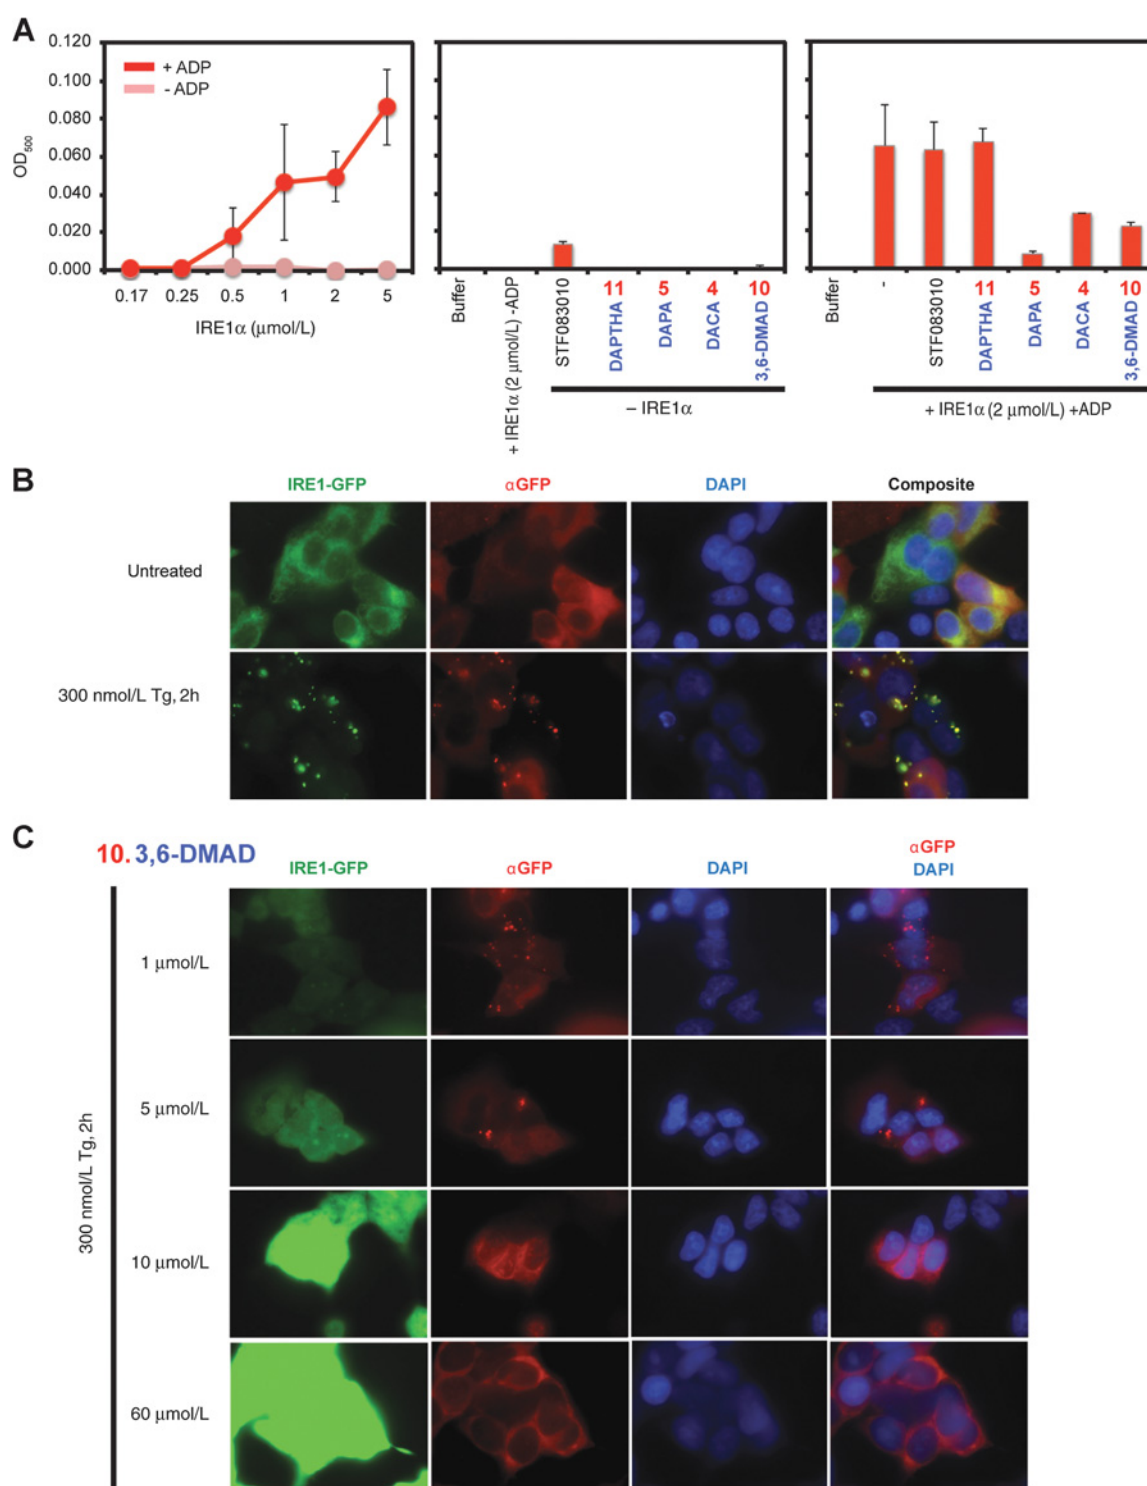 A
0.120
0.100
0.080
0.060
0.040
0.020
0.000
OD500
+ ADP
- ADP
0.17 0.25 0.5 1 2 5
IRE1α (μmol/L)
Buffer
+ IRE1α (2 μmol/L) -ADP
STF083010
11 DAPTHA
5 DAPA
4 DACA
10 3,6-DMAD
– IRE1α
Buffer
-
STF083010
11 DAPTHA
5 DAPA
4 DACA
10 3,6-DMAD
+ IRE1α (2 μmol/L) +ADP
B
IRE1-GFP αGFP DAPI Composite
Untreated
300 nmol/L Tg, 2h
C
10. 3,6-DMAD
IRE1-GFP αGFP DAPI αGFP
DAPI
300 nmol/L Tg, 2h
1 μmol/L
5 μmol/L
10 μmol/L
60 μmol/L